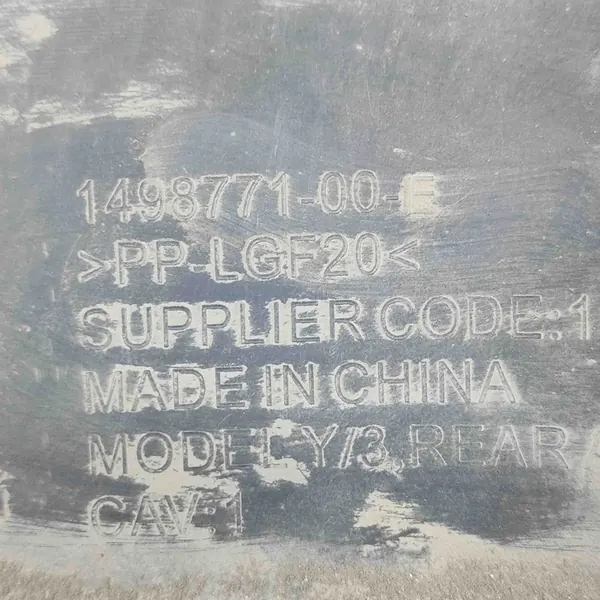 1498771-00-E
>PP-LGF20<
SUPPLIER CODE:1
MADE IN CHINA
MODEL Y/3,REAR
CAV:1